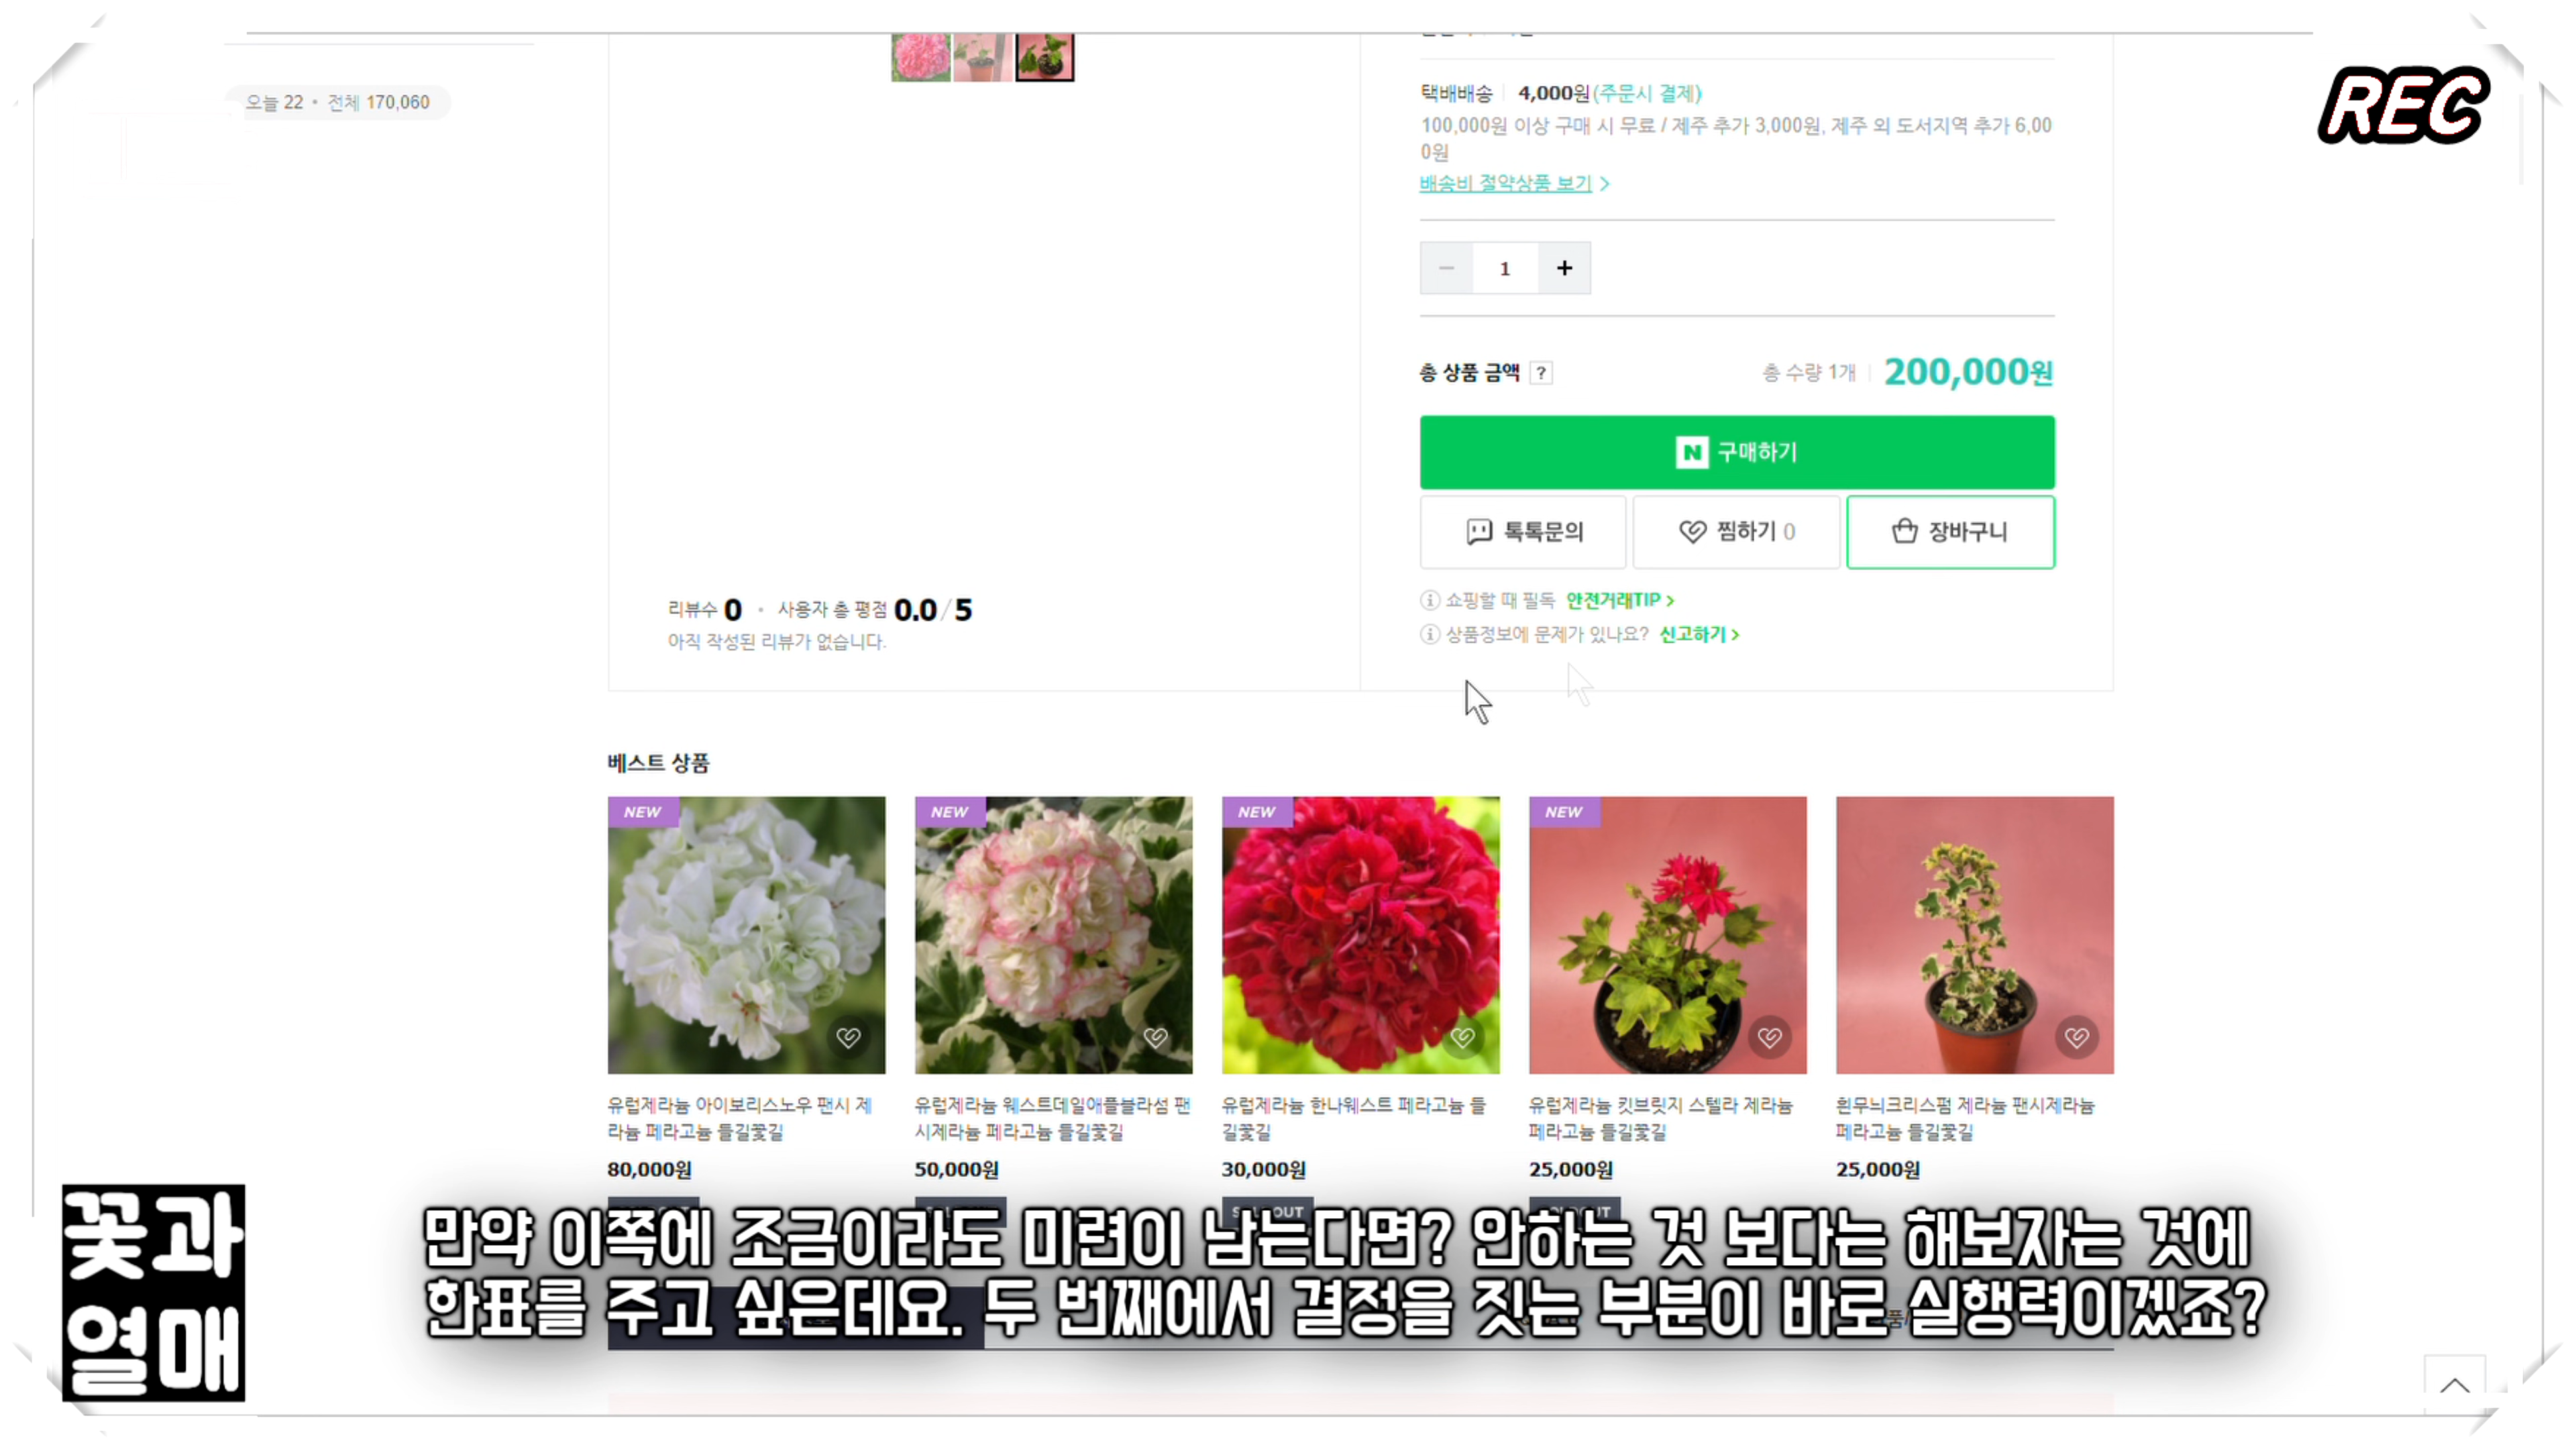 REC
오늘 22 • 전체 170,060
택배배송 4,000원(주문시 결제)
100,000원 이상 구매 시 무료 / 제주 추가 3,000원, 제주 외 도서지역 추가 6,00
0원
배송비 절약상품 보기 >
− 1 +
총 상품 금액 ? 총 수량 1개 200,000원
N 구매하기
톡톡문의 찜하기 0 장바구니
리뷰수 0 • 사용자 총 평점 0.0/5
아직 작성된 리뷰가 없습니다.
쇼핑할 때 필독 안전거래TIP >
상품정보에 문제가 있나요? 신고하기 >
베스트 상품
NEW NEW NEW NEW
유럽제라늄 아이보리스노우 팬시 제
라늄 페라고늄 들길꽃길
80,000원
유럽제라늄 웨스트데일애플블라섬 팬
시제라늄 페라고늄 들길꽃길
50,000원
유럽제라늄 한나웨스트 페라고늄 들
길꽃길
30,000원
SOLDOUT
유럽제라늄 킷브릿지 스텔라 제라늄
페라고늄 들길꽃길
25,000원
흰무늬크리스펌 제라늄 팬시제라늄
페라고늄 들길꽃길
25,000원
만약 이쪽에 조금이라도 미련이 남는다면? 안하는 것 보다는 해보자는 것에
한표를 주고 싶은데요. 두 번째에서 결정을 짓는 부분이 바로 실행력이겠죠?
꽃과
열매